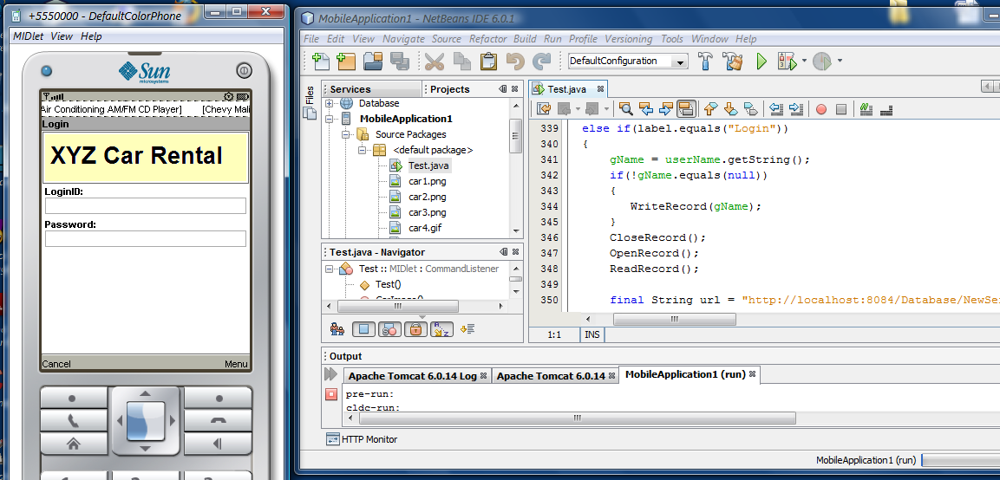 +5550000 - DefaultColorPhone
MIDlet View Help
Sun
microsystems
Air Conditioning AM/FM CD Player] [Chevy Mali
Login
XYZ Car Rental
LoginID:
Password:
Cancel Menu
MobileApplication1 - NetBeans IDE 6.0.1
File Edit View Navigate Source Refactor Build Run Profile Versioning Tools Window Help
DefaultConfiguration
Files
Services Projects
Database
MobileApplication1
Source Packages
<default package>
Test.java
car1.png
car2.png
car3.png
car4.gif
Test.java - Navigator
Test :: MIDlet : CommandListener
Test()
Test.java
339 else if(label.equals("Login"))
340 {
341 gName = userName.getString();
342 if(!gName.equals(null))
343 {
344 WriteRecord(gName);
345 }
346 CloseRecord();
347 OpenRecord();
348 ReadRecord();
349
350 final String url = "http://localhost:8084/Database/NewSe
1:1 INS
Output
Apache Tomcat 6.0.14 Log Apache Tomcat 6.0.14 MobileApplication1 (run)
pre-run:
cldc-run:
HTTP Monitor
MobileApplication1 (run)